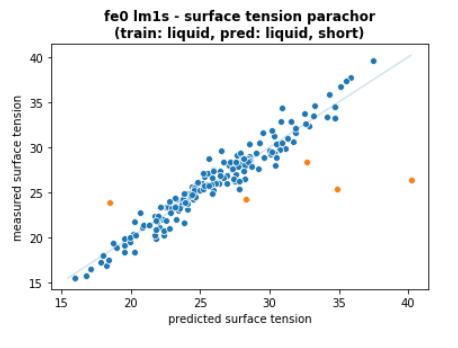 fe0 lm1s - surface tension parachor
(train: liquid, pred: liquid, short)
measured surface tension
40
35
30
25
20
15
15 20 25 30 35 40
predicted surface tension